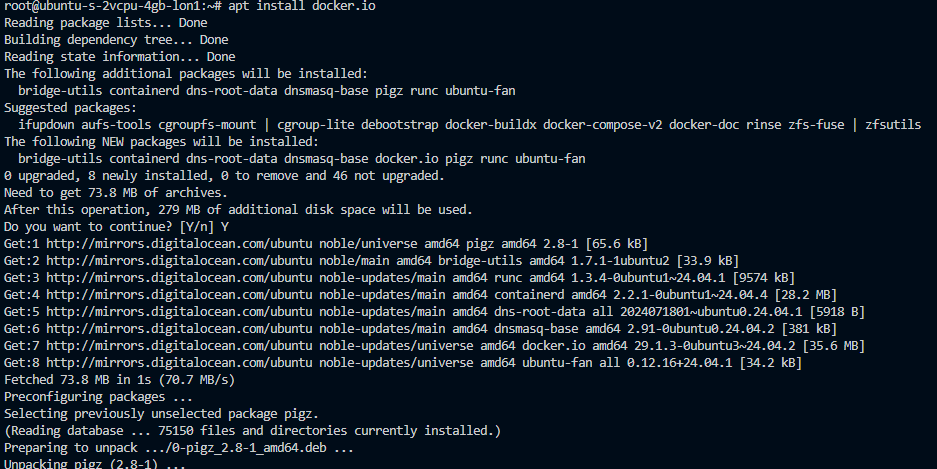 root@ubuntu-s-2vcpu-4gb-lon1:~# apt install docker.io
Reading package lists... Done
Building dependency tree... Done
Reading state information... Done
The following additional packages will be installed:
  bridge-utils containerd dns-root-data dnsmasq-base pigz runc ubuntu-fan
Suggested packages:
  ifupdown aufs-tools cgroupfs-mount | cgroup-lite debootstrap docker-buildx docker-compose-v2 docker-doc rinse zfs-fuse | zfsutils
The following NEW packages will be installed:
  bridge-utils containerd dns-root-data dnsmasq-base docker.io pigz runc ubuntu-fan
0 upgraded, 8 newly installed, 0 to remove and 46 not upgraded.
Need to get 73.8 MB of archives.
After this operation, 279 MB of additional disk space will be used.
Do you want to continue? [Y/n] Y
Get:1 http://mirrors.digitalocean.com/ubuntu noble/universe amd64 pigz amd64 2.8-1 [65.6 kB]
Get:2 http://mirrors.digitalocean.com/ubuntu noble/main amd64 bridge-utils amd64 1.7.1-1ubuntu2 [33.9 kB]
Get:3 http://mirrors.digitalocean.com/ubuntu noble-updates/main amd64 runc amd64 1.3.4-0ubuntu1~24.04.1 [9574 kB]
Get:4 http://mirrors.digitalocean.com/ubuntu noble-updates/main amd64 containerd amd64 2.2.1-0ubuntu1~24.04.4 [28.2 MB]
Get:5 http://mirrors.digitalocean.com/ubuntu noble-updates/main amd64 dns-root-data all 2024071801~ubuntu0.24.04.1 [5918 B]
Get:6 http://mirrors.digitalocean.com/ubuntu noble-updates/main amd64 dnsmasq-base amd64 2.91-0ubuntu0.24.04.2 [381 kB]
Get:7 http://mirrors.digitalocean.com/ubuntu noble-updates/universe amd64 docker.io amd64 29.1.3-0ubuntu3~24.04.2 [35.6 MB]
Get:8 http://mirrors.digitalocean.com/ubuntu noble-updates/universe amd64 ubuntu-fan all 0.12.16+24.04.1 [34.2 kB]
Fetched 73.8 MB in 1s (70.7 MB/s)
Preconfiguring packages ...
Selecting previously unselected package pigz.
(Reading database ... 75150 files and directories currently installed.)
Preparing to unpack .../0-pigz_2.8-1_amd64.deb ...
Unpacking pigz (2.8-1) ...